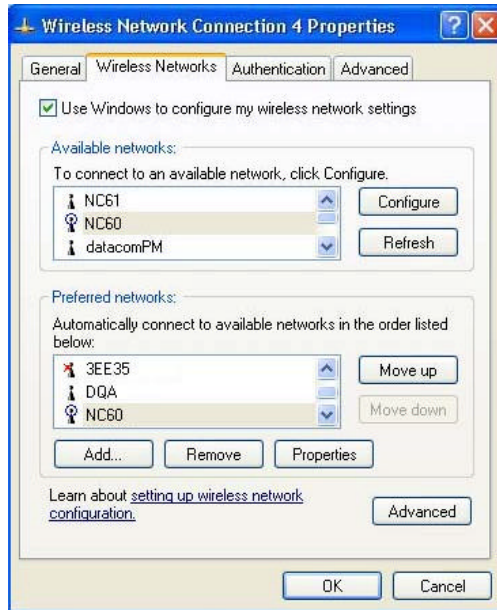 Wireless Network Connection 4 Properties
General Wireless Networks Authentication Advanced
Use Windows to configure my wireless network settings
Available networks:
To connect to an available network, click Configure.
NC61
NC60
datacomPM
Configure
Refresh
Preferred networks:
Automatically connect to available networks in the order listed
below:
3EE35
DQA
NC60
Move up
Move down
Add... Remove Properties
Learn about setting up wireless network
configuration.
Advanced
OK Cancel